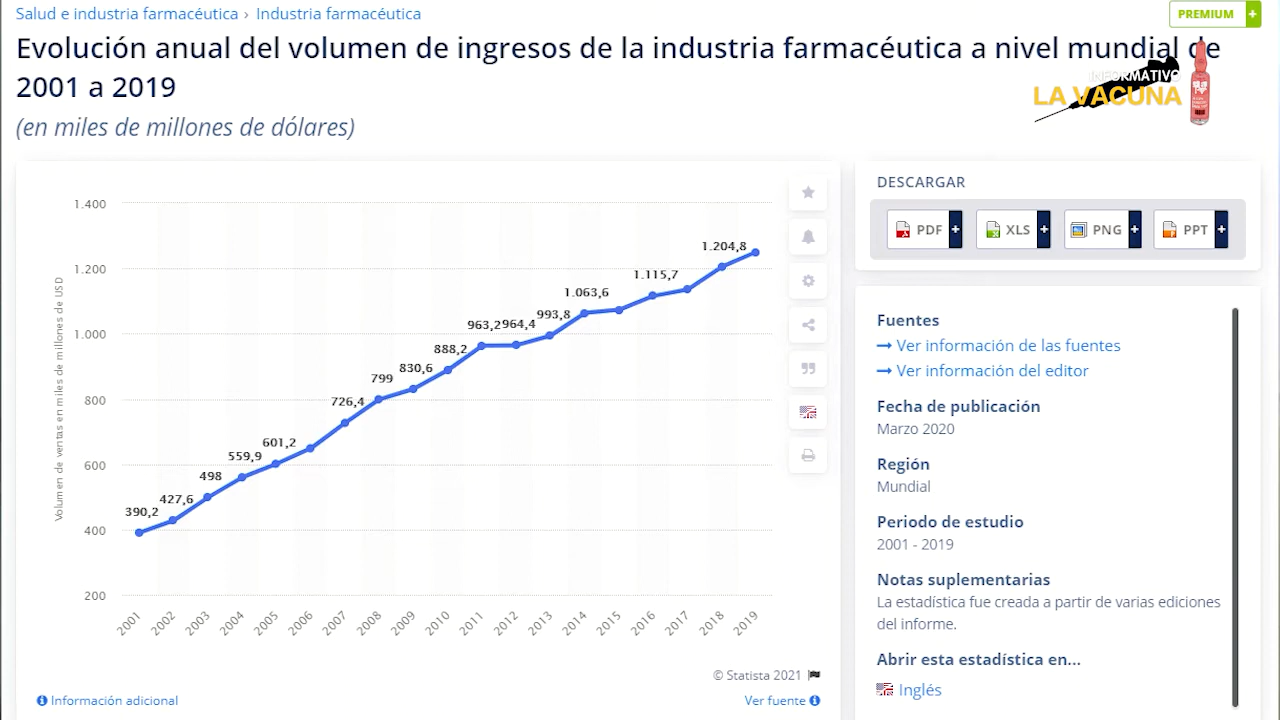 Salud e industria farmacéutica › Industria farmacéutica
PREMIUM +
Evolución anual del volumen de ingresos de la industria farmacéutica a nivel mundial de
2001 a 2019
(en miles de millones de dólares)
INFORMATIVO
LA VACUNA
DESCARGAR
PDF + XLS + PNG + PPT +
Volumen de ventas en miles de millones de USD
1.400
1.200
1.000
800
600
400
200
390,2
427,6
498
559,9
601,2
726,4
799
830,6
888,2
963,2
964,4
993,8
1.063,6
1.115,7
1.204,8
2001 2002 2003 2004 2005 2006 2007 2008 2009 2010 2011 2012 2013 2014 2015 2016 2017 2018 2019
© Statista 2021
Información adicional
Ver fuente
Fuentes
Ver información de las fuentes
Ver información del editor
Fecha de publicación
Marzo 2020
Región
Mundial
Periodo de estudio
2001 - 2019
Notas suplementarias
La estadística fue creada a partir de varias ediciones
del informe.
Abrir esta estadística en...
Inglés